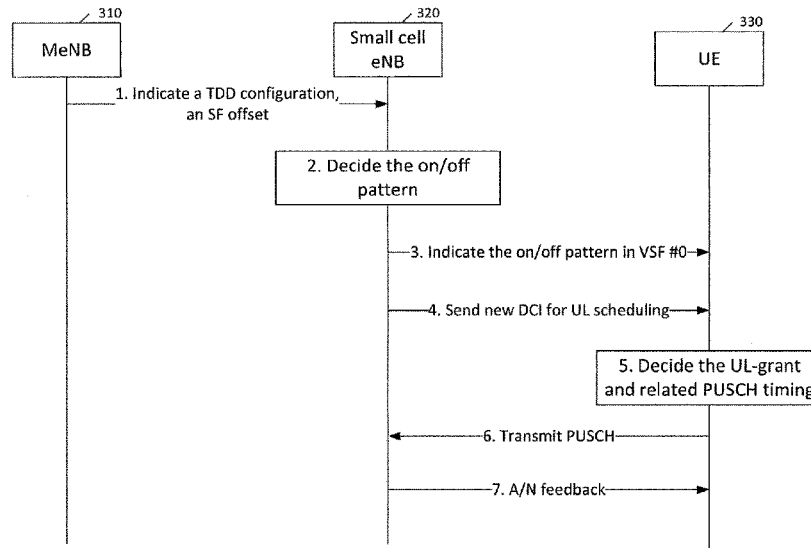 310
320
330
MeNB
Small cell
eNB
UE
1. Indicate a TDD configuration,
an SF offset
2. Decide the on/off
pattern
3. Indicate the on/off pattern in VSF #0
4. Send new DCI for UL scheduling
5. Decide the UL-grant
and related PUSCH timing
6. Transmit PUSCH
7. A/N feedback